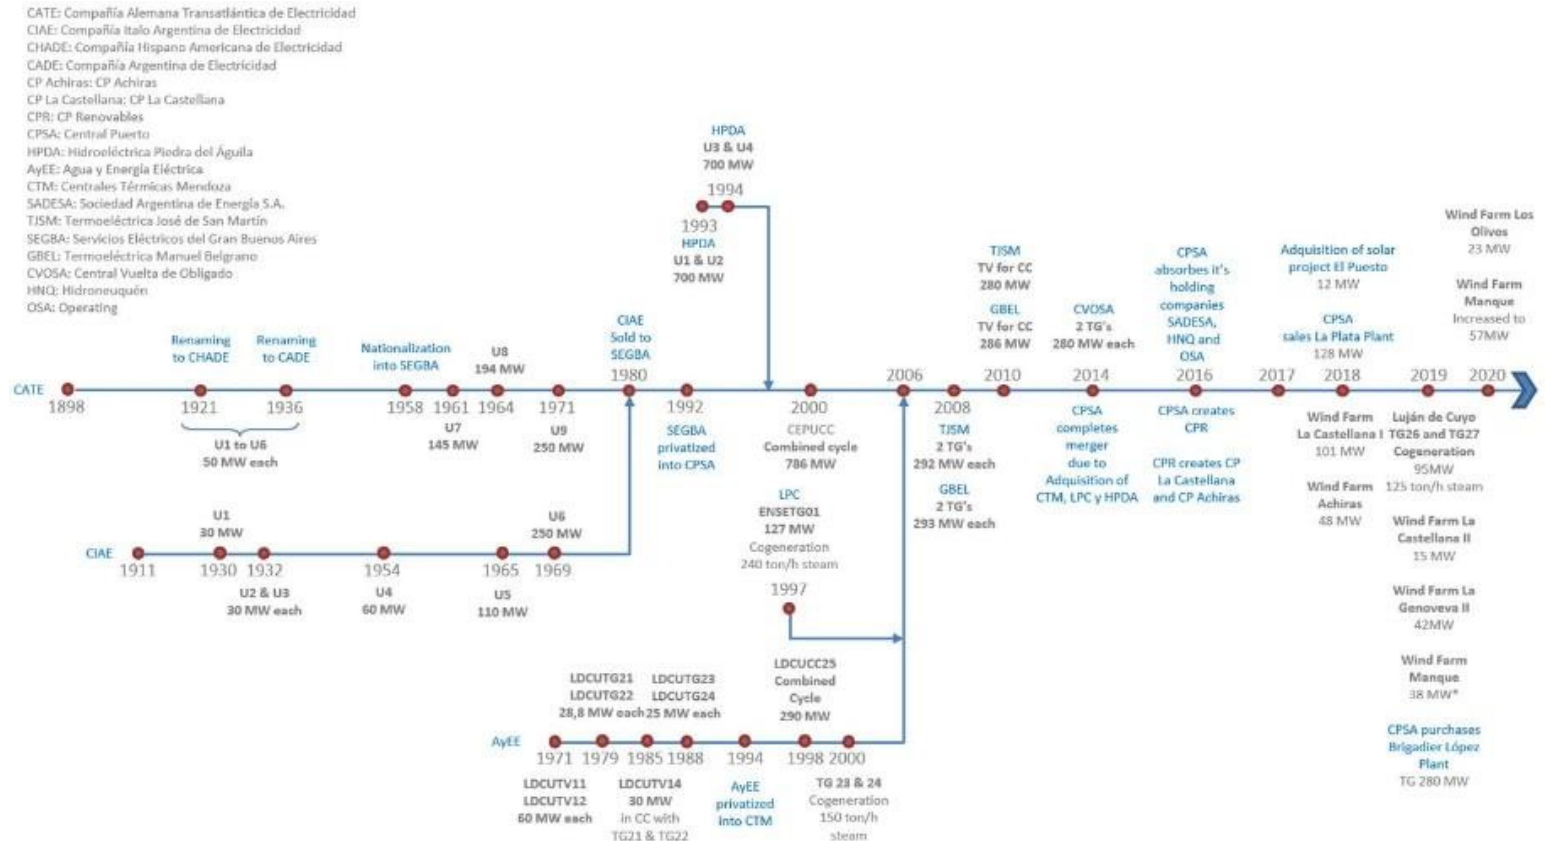 CATE: Compañía Alemana Transatlántica de Electricidad
CIAE: Compañía Italo Argentina de Electricidad
CHADE: Compañía Hispano Americana de Electricidad
CADE: Compañía Argentina de Electricidad
CP Achiras: CP Achiras
CP La Castellana: CP La Castellana
CPR: CP Renovables
CPSA: Central Puerto
HPDA: Hidroeléctrica Piedra del Águila
AyEE: Agua y Energía Eléctrica
CTM: Centrales Térmicas Mendoza
SADESA: Sociedad Argentina de Energía S.A.
TJSM: Termoeléctrica José de San Martín
SEGBA: Servicios Eléctricos del Gran Buenos Aires
GBEL: Termoeléctrica Manuel Belgrano
CVOSA: Central Vuelta de Obligado
HNQ: Hidroneuquén
OSA: Operating
HPDA
U3 & U4
700 MW
1994
1993
HPDA
U1 & U2
700 MW
CATE
1898
Renaming
to CHADE
1921
Renaming
to CADE
1936
U1 to U6
50 MW each
Nationalization
into SEGBA
1958
1961
U7
145 MW
U8
194 MW
1964
1971
U9
250 MW
CIAE
Sold to
SEGBA
1980
1992
SEGBA
privatized
into CPSA
2000
CEPUCC
Combined cycle
786 MW
2006
2008
TJSM
2 TG's
292 MW each
GBEL
2 TG's
293 MW each
TJSM
TV for CC
280 MW
GBEL
TV for CC
286 MW
2010
CVOSA
2 TG's
280 MW each
2014
CPSA
completes
merger
due to
Adquisition of
CTM, LPC y HPDA
CPSA
absorbes it's
holding
companies
SADESA,
HNQ and
OSA
2016
CPSA creates
CPR
CPR creates CP
La Castellana
and CP Achiras
2017
Adquisition of solar
project El Puesto
12 MW
CPSA
sales La Plata Plant
128 MW
2018
Wind Farm
La Castellana I
101 MW
Wind Farm
Achiras
48 MW
2019
Luján de Cuyo
TG26 and TG27
Cogeneration
95MW
125 ton/h steam
Wind Farm La
Castellana II
15 MW
Wind Farm La
Genoveva II
42MW
Wind Farm
Manque
38 MW*
CPSA purchases
Brigadier López
Plant
TG 280 MW
Wind Farm Los
Olivos
23 MW
Wind Farm
Manque
Increased to
57MW
2020
CIAE
1911
U1
30 MW
1930
1932
U2 & U3
30 MW each
1954
U4
60 MW
1965
U5
110 MW
U6
250 MW
1969
LPC
ENSETG01
127 MW
Cogeneration
240 ton/h steam
1997
AyEE
1971
LDCUTV11
LDCUTV12
60 MW each
LDCUTG21
LDCUTG22
28,8 MW each
1979
1985
LDCUTV14
30 MW
in CC with
TG21 & TG22
LDCUTG23
LDCUTG24
25 MW each
1988
1994
AyEE
privatized
into CTM
LDCUCC25
Combined
Cycle
290 MW
1998
2000
TG 23 & 24
Cogeneration
150 ton/h
steam